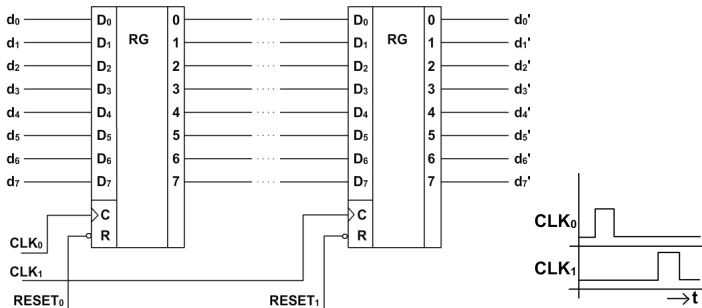 d₀ D₀ RG 0 D₀ RG 0 d₀'
d₁ D₁ 1 D₁ 1 d₁'
d₂ D₂ 2 D₂ 2 d₂'
d₃ D₃ 3 D₃ 3 d₃'
d₄ D₄ 4 D₄ 4 d₄'
d₅ D₅ 5 D₅ 5 d₅'
d₆ D₆ 6 D₆ 6 d₆'
d₇ D₇ 7 D₇ 7 d₇'
C C
R R
CLK₀
CLK₁
RESET₀ RESET₁
CLK₀
CLK₁
t